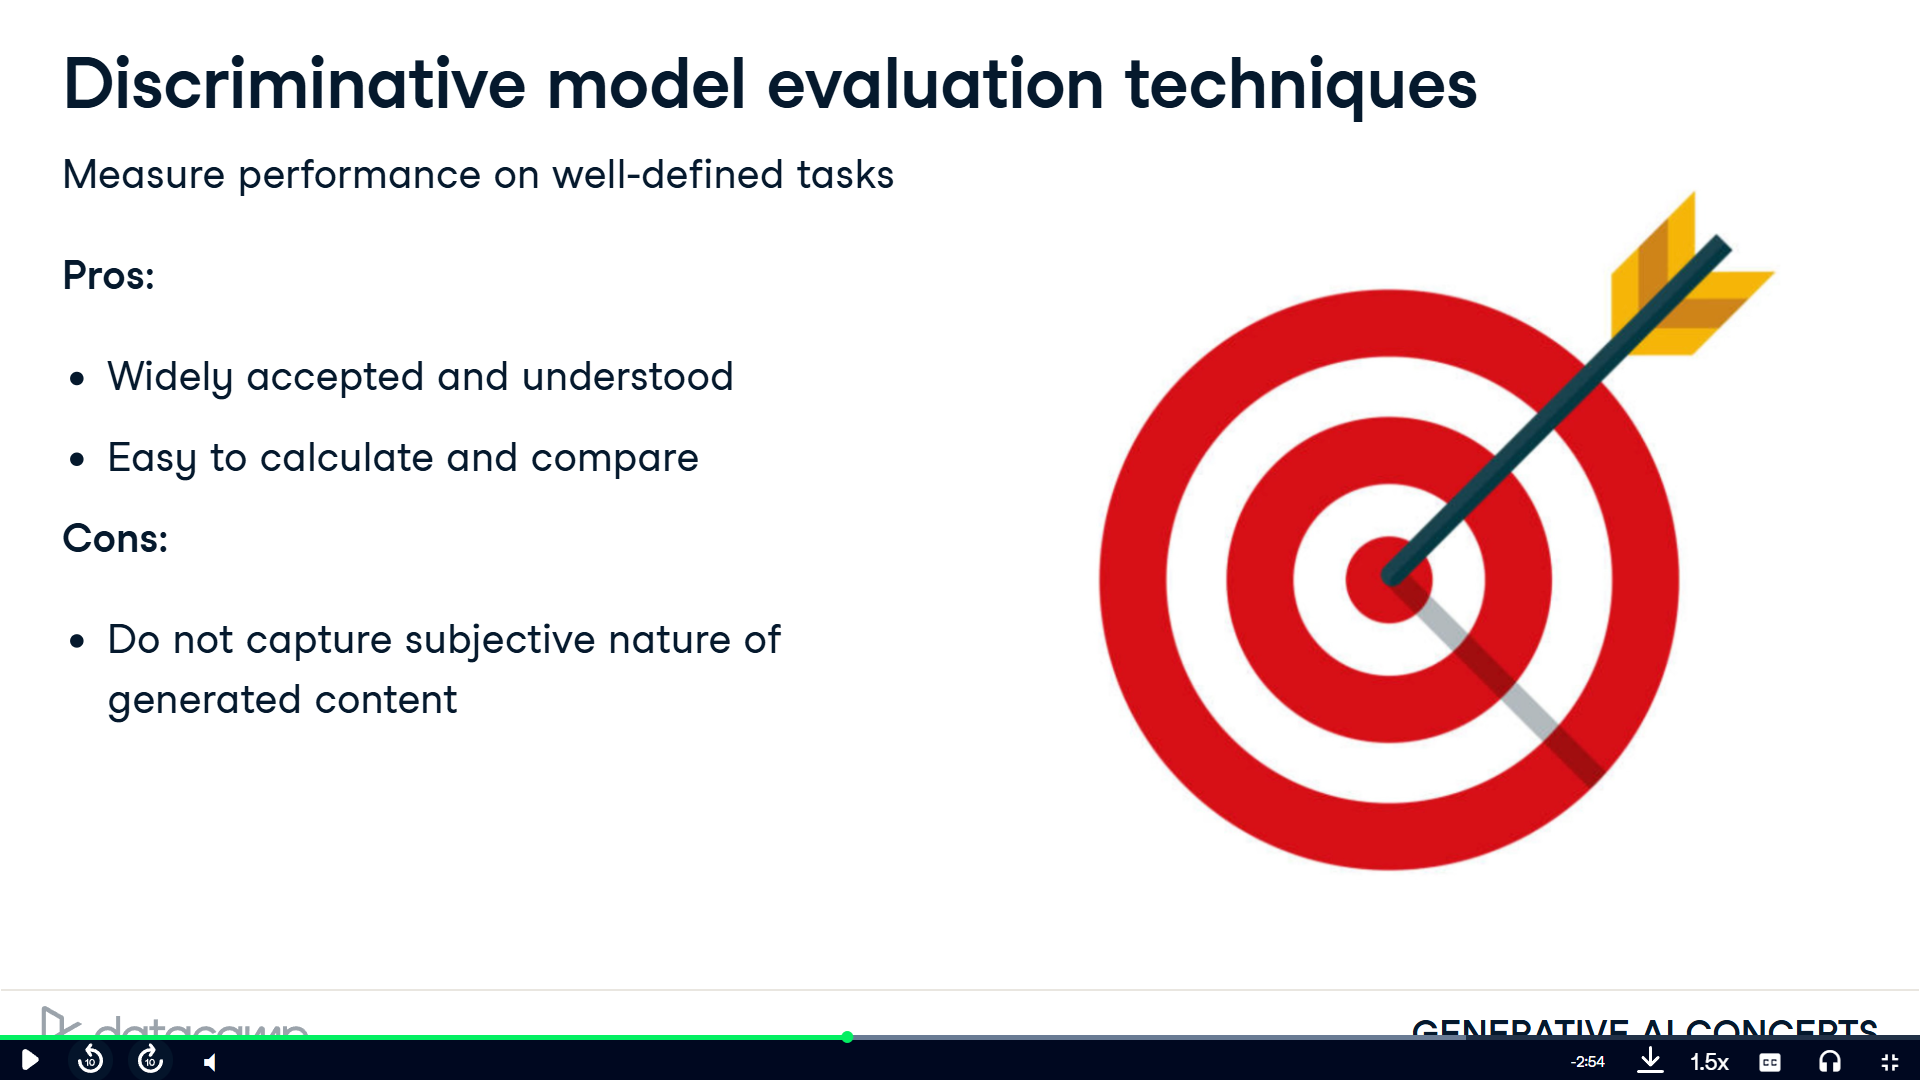 Discriminative model evaluation techniques
Measure performance on well-defined tasks
Pros:
• Widely accepted and understood
• Easy to calculate and compare
Cons:
• Do not capture subjective nature of
generated content
datacamp
GENERATIVE AI CONCEPTS
10
10
-2:54
1.5x
CC